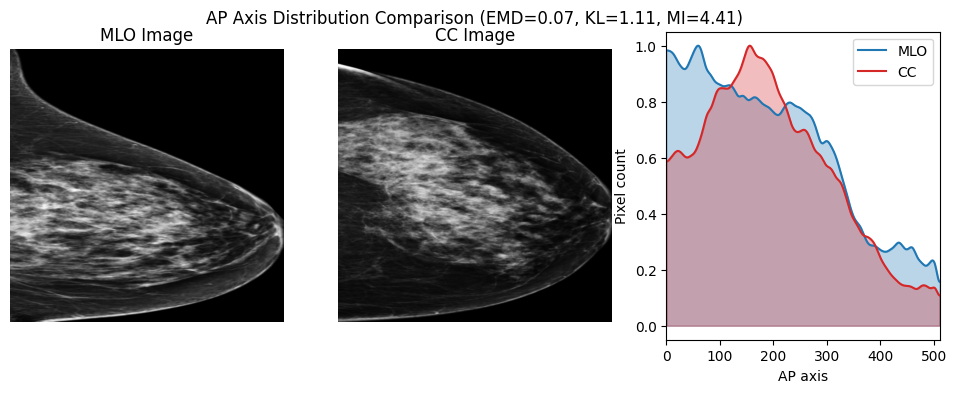 AP Axis Distribution Comparison (EMD=0.07, KL=1.11, MI=4.41)
MLO Image
CC Image
MLO
CC
Pixel count
1.0
0.8
0.6
0.4
0.2
0.0
0 100 200 300 400 500
AP axis